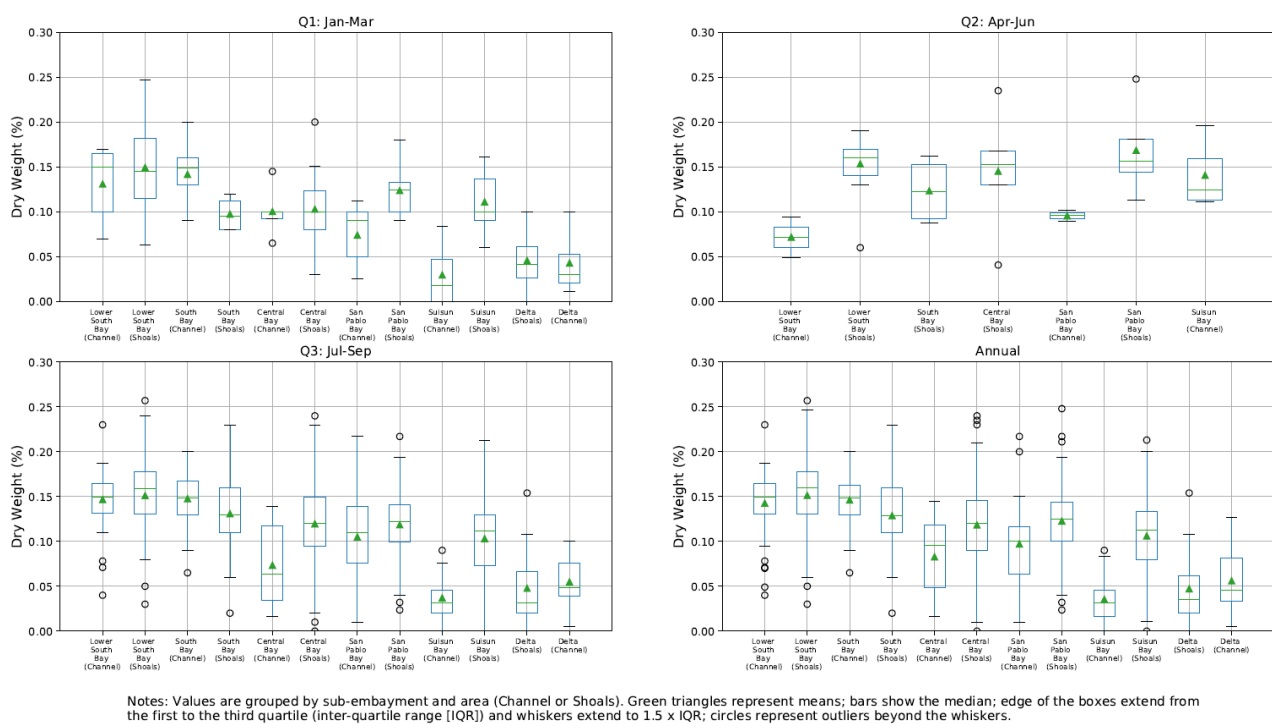 Q1: Jan-Mar
0.30
0.25
0.20
0.15
0.10
0.05
0.00
Dry Weight (%)
Lower South Bay (Channel)
Lower South Bay (Shoals)
South Bay (Channel)
South Bay (Shoals)
Central Bay (Channel)
Central Bay (Shoals)
San Pablo Bay (Channel)
San Pablo Bay (Shoals)
Suisun Bay (Channel)
Suisun Bay (Shoals)
Delta (Shoals)
Delta (Channel)
Q2: Apr-Jun
0.30
0.25
0.20
0.15
0.10
0.05
0.00
Dry Weight (%)
Lower South Bay (Channel)
Lower South Bay (Shoals)
South Bay (Shoals)
Central Bay (Shoals)
San Pablo Bay (Channel)
San Pablo Bay (Shoals)
Suisun Bay (Channel)
Q3: Jul-Sep
0.30
0.25
0.20
0.15
0.10
0.05
0.00
Dry Weight (%)
Lower South Bay (Channel)
Lower South Bay (Shoals)
South Bay (Channel)
South Bay (Shoals)
Central Bay (Channel)
Central Bay (Shoals)
San Pablo Bay (Channel)
San Pablo Bay (Shoals)
Suisun Bay (Channel)
Suisun Bay (Shoals)
Delta (Shoals)
Delta (Channel)
Annual
0.30
0.25
0.20
0.15
0.10
0.05
0.00
Dry Weight (%)
Lower South Bay (Channel)
Lower South Bay (Shoals)
South Bay (Channel)
South Bay (Shoals)
Central Bay (Channel)
Central Bay (Shoals)
San Pablo Bay (Channel)
San Pablo Bay (Shoals)
Suisun Bay (Channel)
Suisun Bay (Shoals)
Delta (Shoals)
Delta (Channel)
Notes: Values are grouped by sub-embayment and area (Channel or Shoals). Green triangles represent means; bars show the median; edge of the boxes extend from
the first to the third quartile (inter-quartile range [IQR]) and whiskers extend to 1.5 x IQR; circles represent outliers beyond the whiskers.